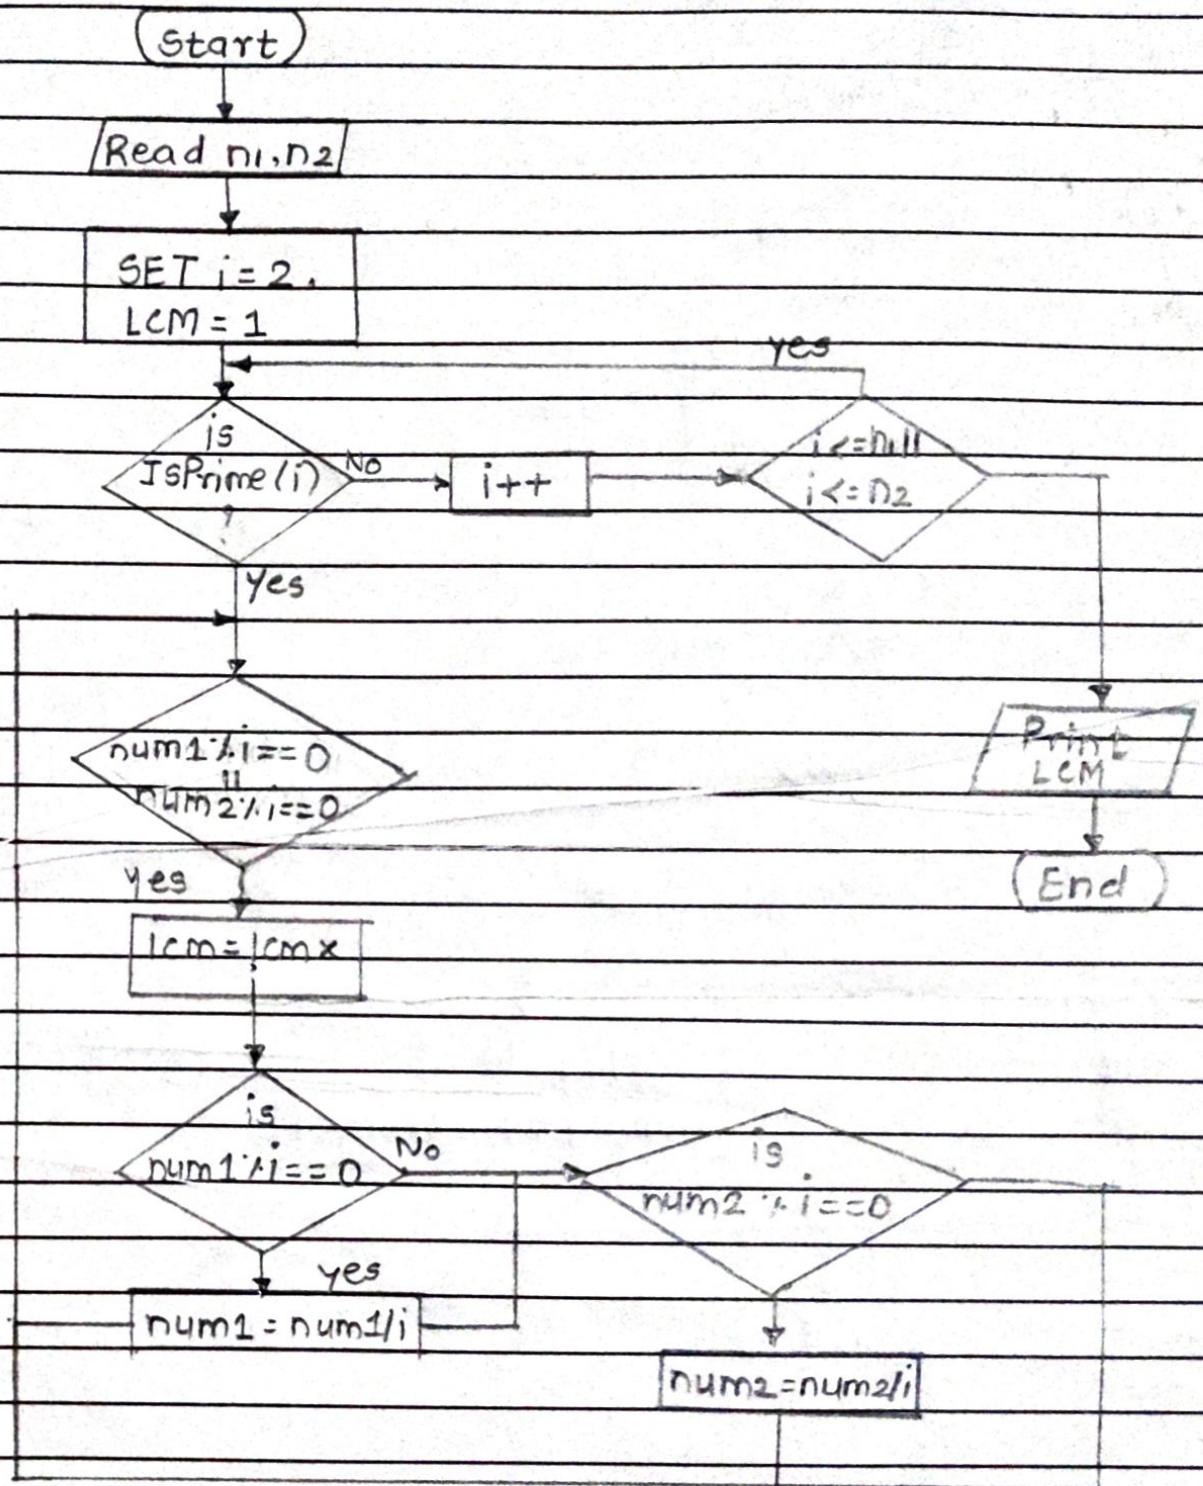 Start
Read n1,n2
SET i=2,
LCM=1
yes
is
IsPrime(i)
?
No
i++
i<=n1||
i<=n2
Yes
num1%i==0
||
num2%i==0
Print
LCM
End
yes
lcm=lcm×
is
num1%i==0
No
is
num2%i==0
yes
num1=num1/i
num2=num2/i